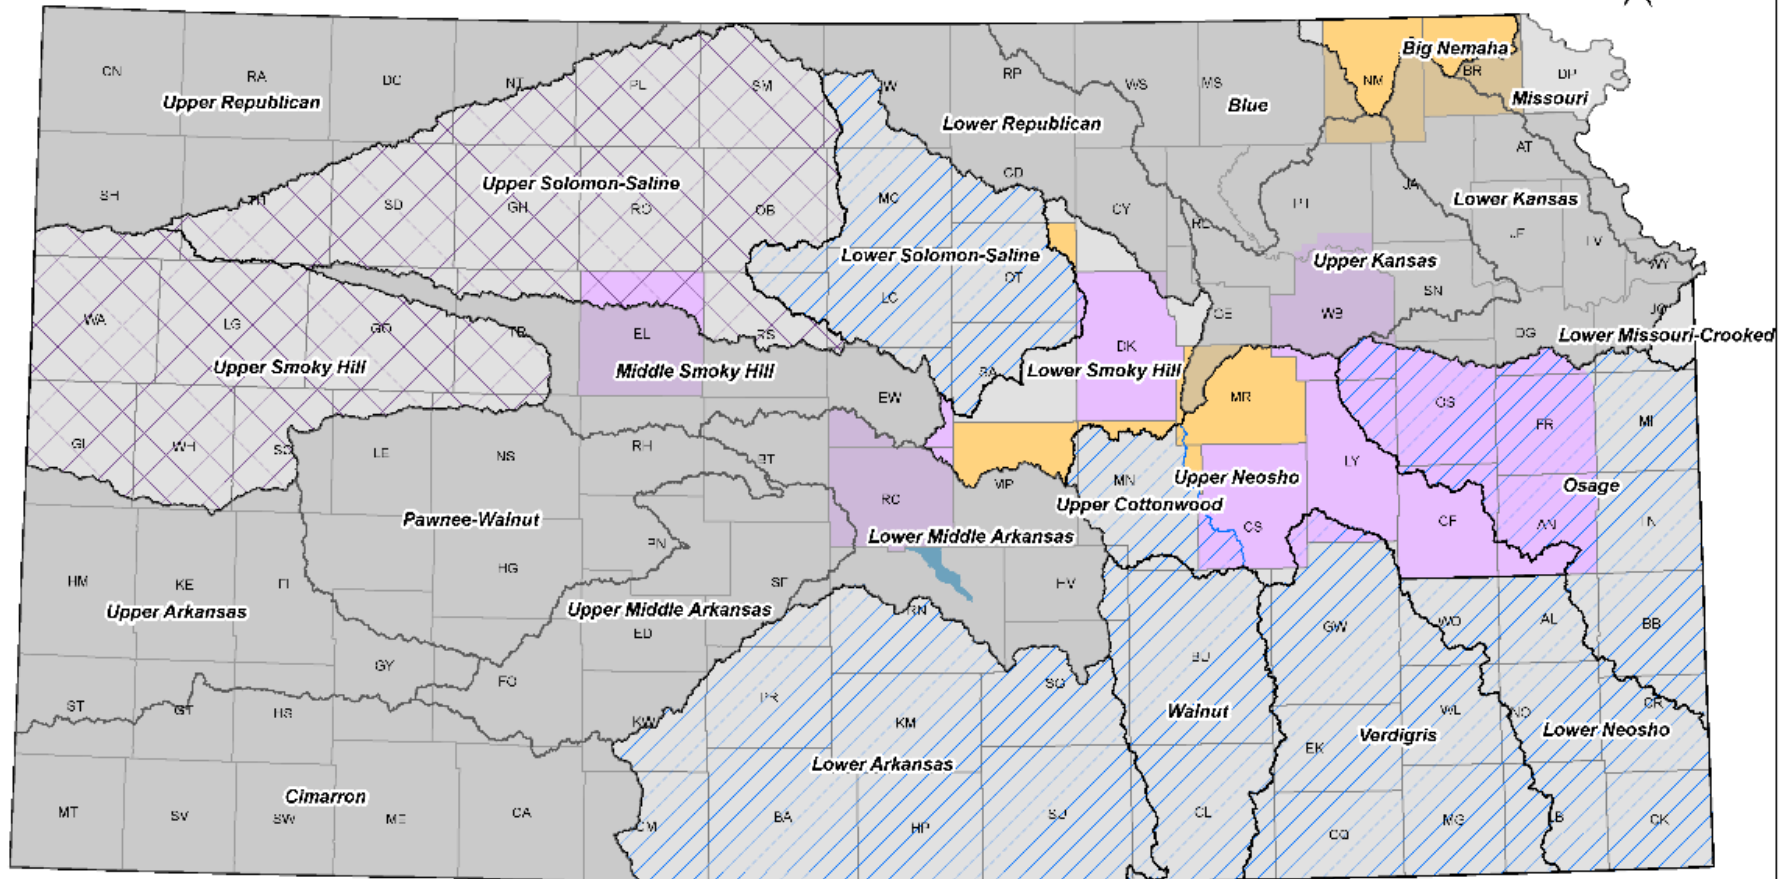 Big Nemaha
CN
RA
DC
NT
PL
SM
RP
WS
MS
NM
BR
DP
Upper Republican
Lower Republican
Blue
Missouri
SH
SD
Upper Solomon-Saline
GH
RO
OB
MC
CD
CY
PT
JA
AT
Lower Kansas
JF
LV
Lower Solomon-Saline
OT
Upper Kansas
WY
WA
LG
GO
LC
SN
WB
EL
RS
DK
DG
JO
Lower Missouri-Crooked
Upper Smoky Hill
Middle Smoky Hill
Lower Smoky Hill
SA
EW
MR
OS
FR
MI
WH
LE
NS
RH
BT
LY
RC
MP
MN
Upper Neosho
Upper Cottonwood
Osage
Pawnee-Walnut
CS
CF
AN
PN
Lower Middle Arkansas
HM
KE
FI
HG
SF
HV
Upper Arkansas
Upper Middle Arkansas
RN
ED
GW
WO
AL
BB
GY
FO
BU
PR
SG
ST
GT
HS
KW
KM
Walnut
WL
NO
CR
EK
Verdigris
Lower Neosho
Lower Arkansas
Cimarron
MT
SV
SW
ME
CA
CM
BA
HP
SU
CL
CQ
MG
LB
CK